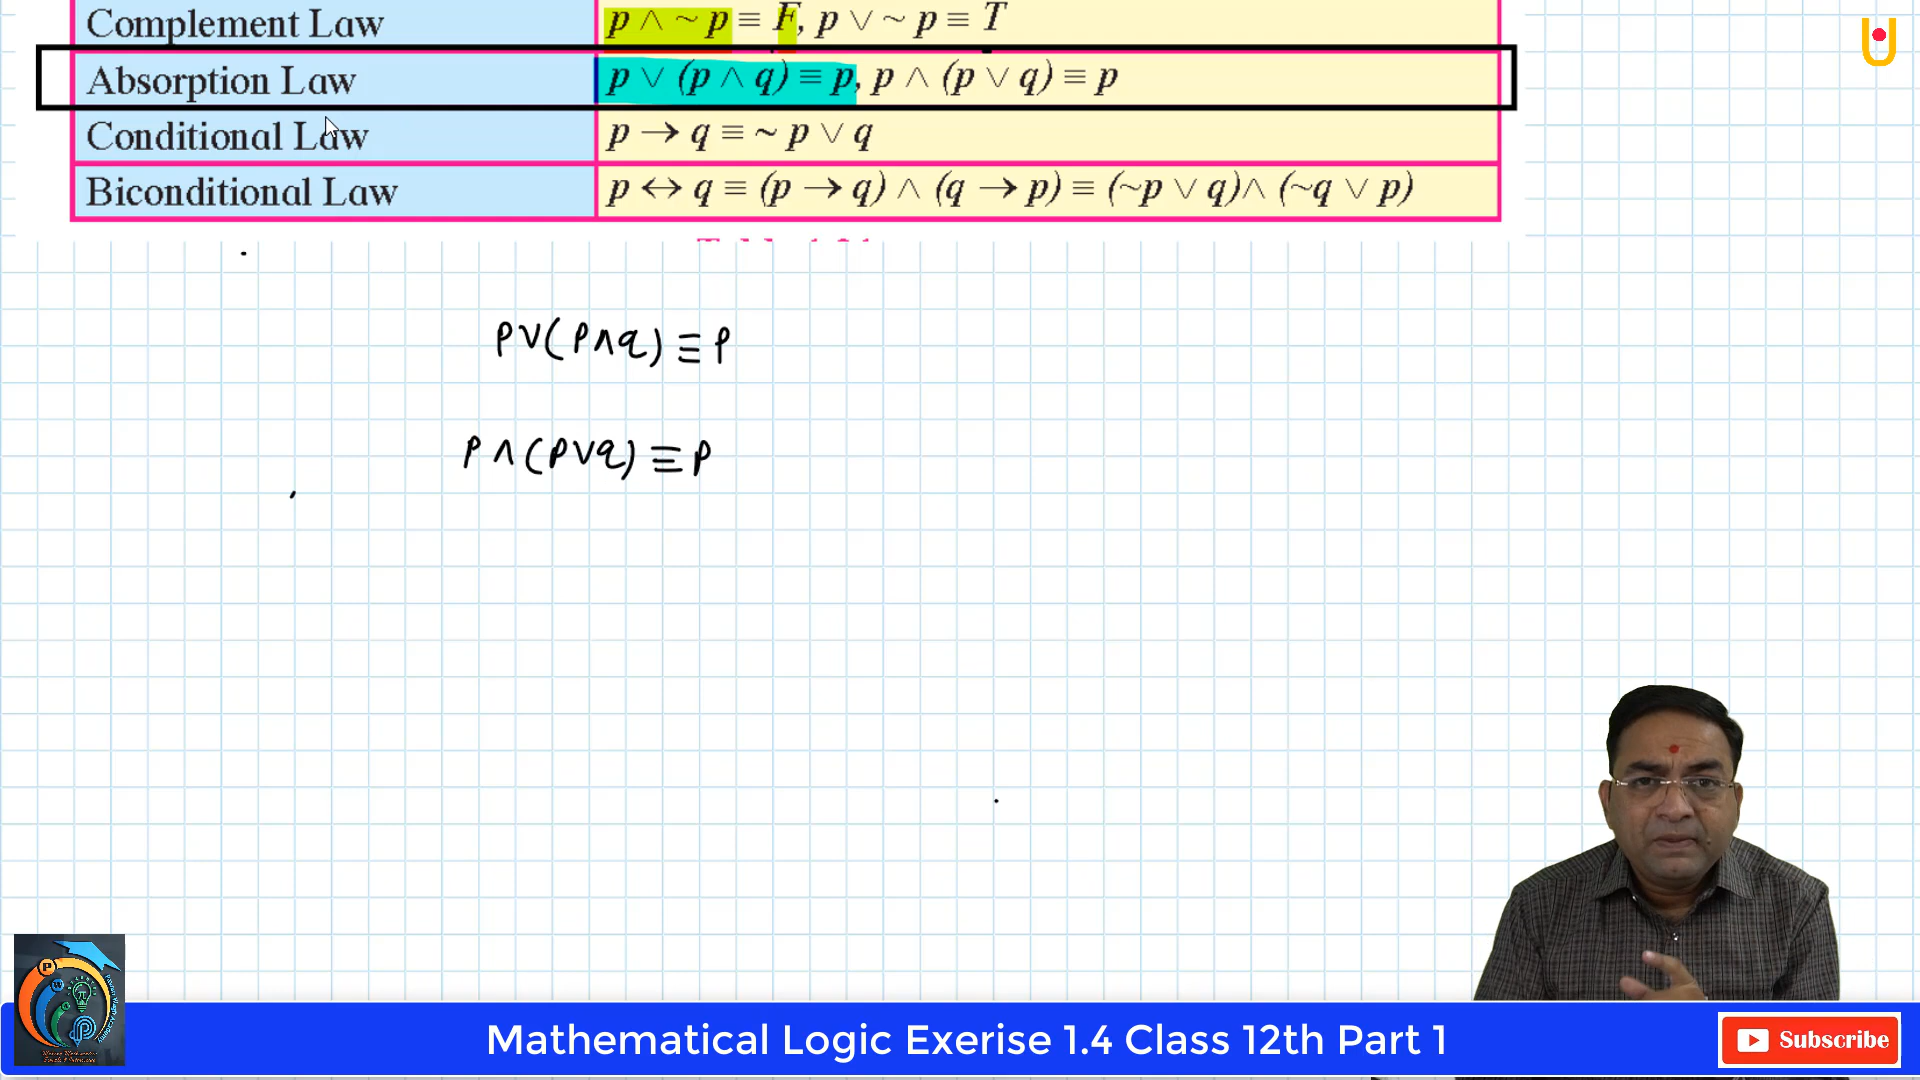 Complement Law p ∧ ~ p ≡ F, p ∨ ~ p ≡ T
Absorption Law p ∨ (p ∧ q) ≡ p, p ∧ (p ∨ q) ≡ p
Conditional Law p → q ≡ ~ p ∨ q
Biconditional Law p ↔ q ≡ (p → q) ∧ (q → p) ≡ (~p ∨ q)∧ (~q ∨ p)
p∨(p∧q) ≡ p
p∧(p∨q) ≡ p
Mathematical Logic Exerise 1.4 Class 12th Part 1
Subscribe